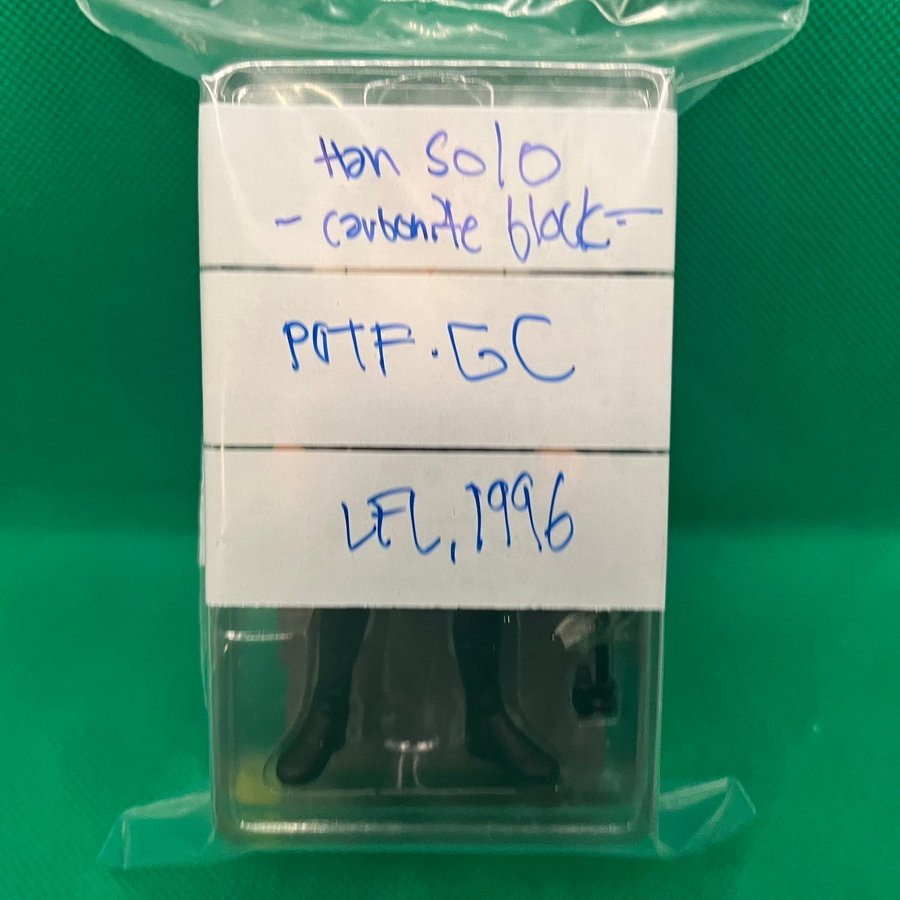 Han Solo
- carbonite block -
POTF. GC
LFL, 1996